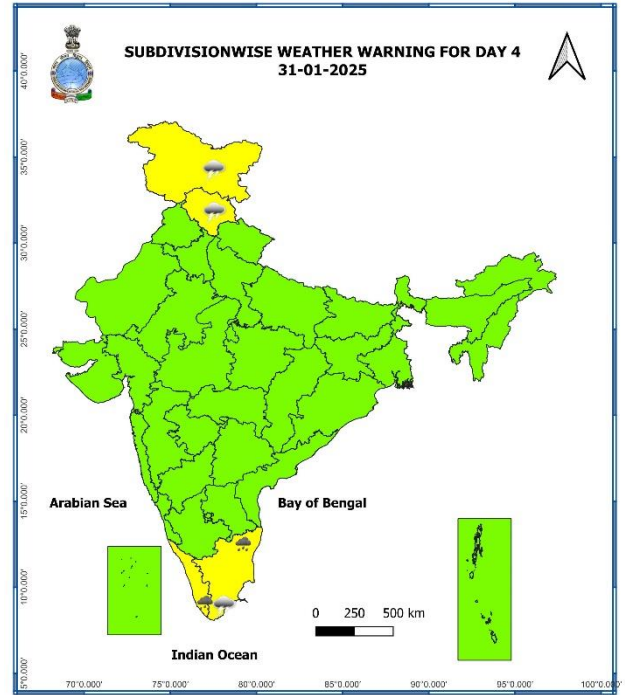 SUBDIVISIONWISE WEATHER WARNING FOR DAY 4
31-01-2025
40°0.000'
35°0.000'
30°0.000'
25°0.000'
20°0.000'
15°0.000'
10°0.000'
5°0.000'
Arabian Sea
Bay of Bengal
0 250 500 km
Indian Ocean
70°0.000' 75°0.000' 80°0.000' 85°0.000' 90°0.000' 95°0.000' 100°0.000'